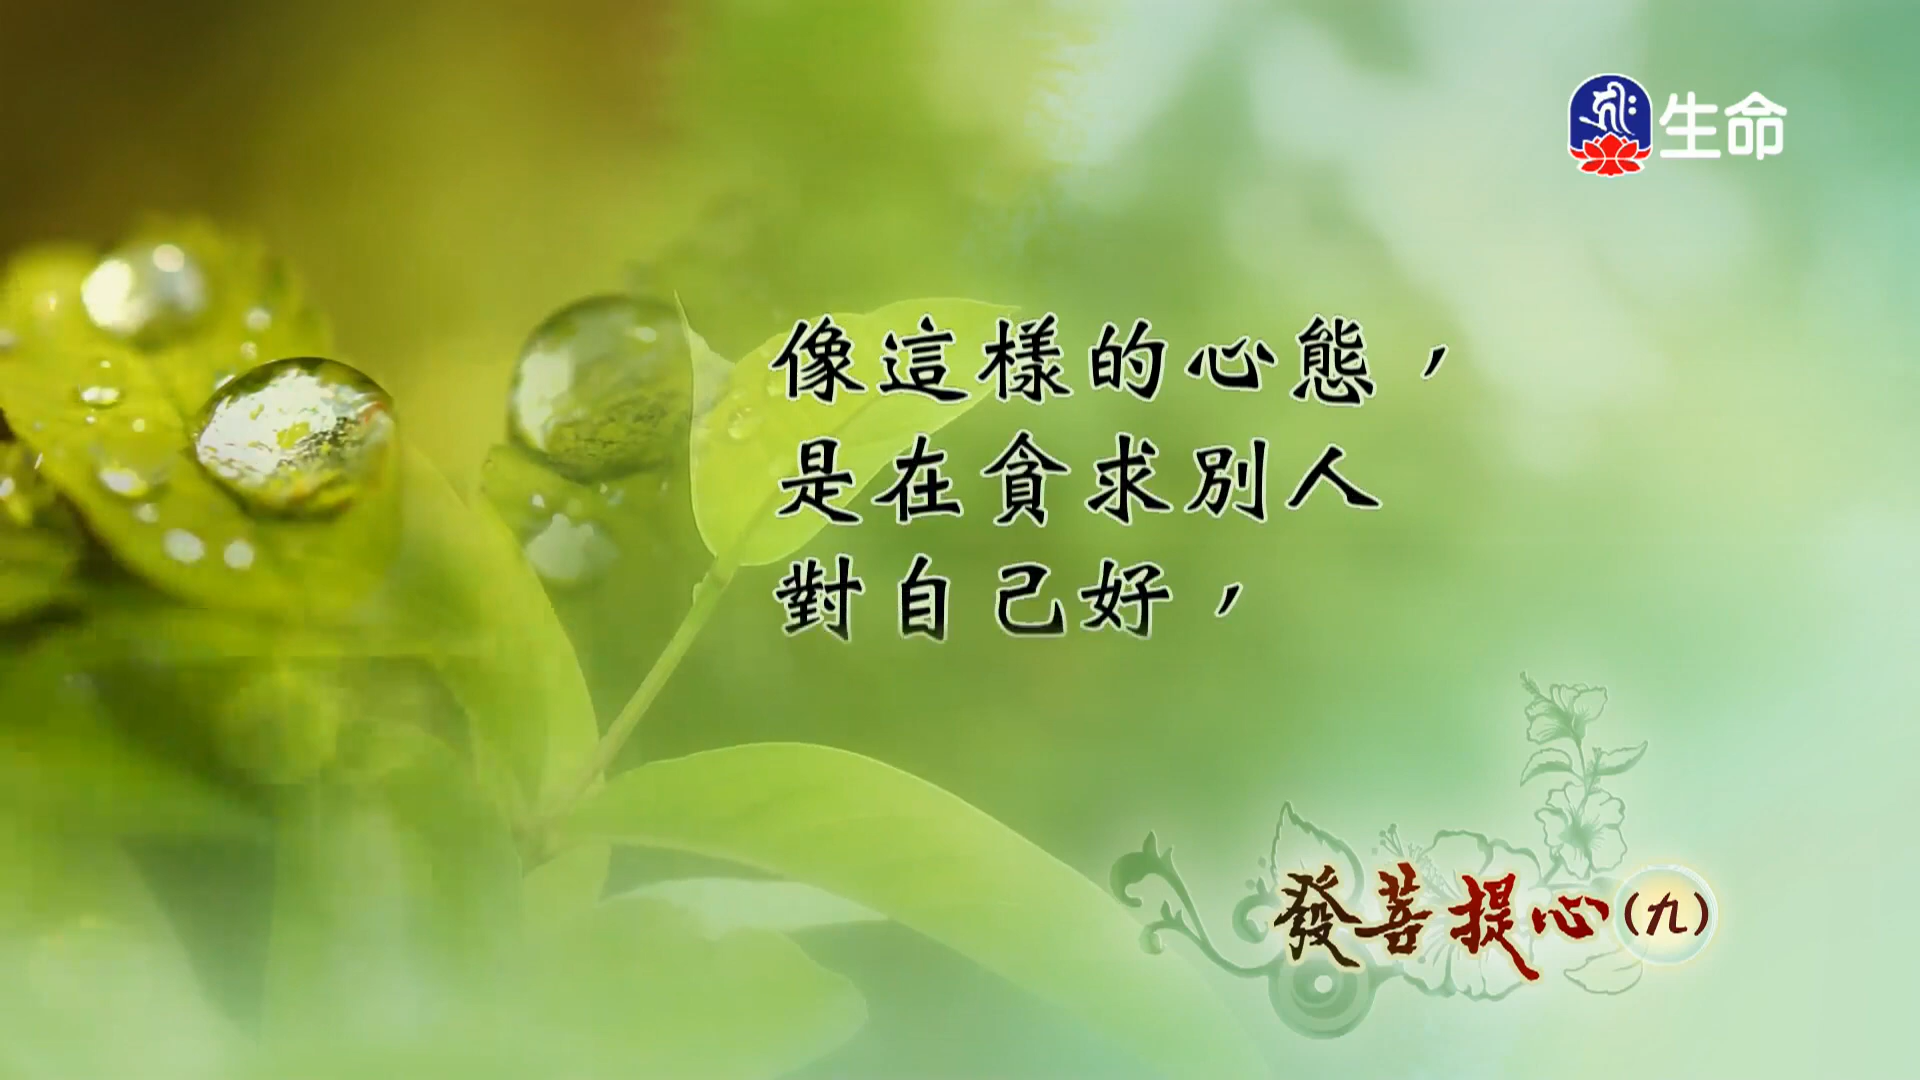 生命
像這樣的心態，
是在貪求別人
對自己好，
發菩提心（九）